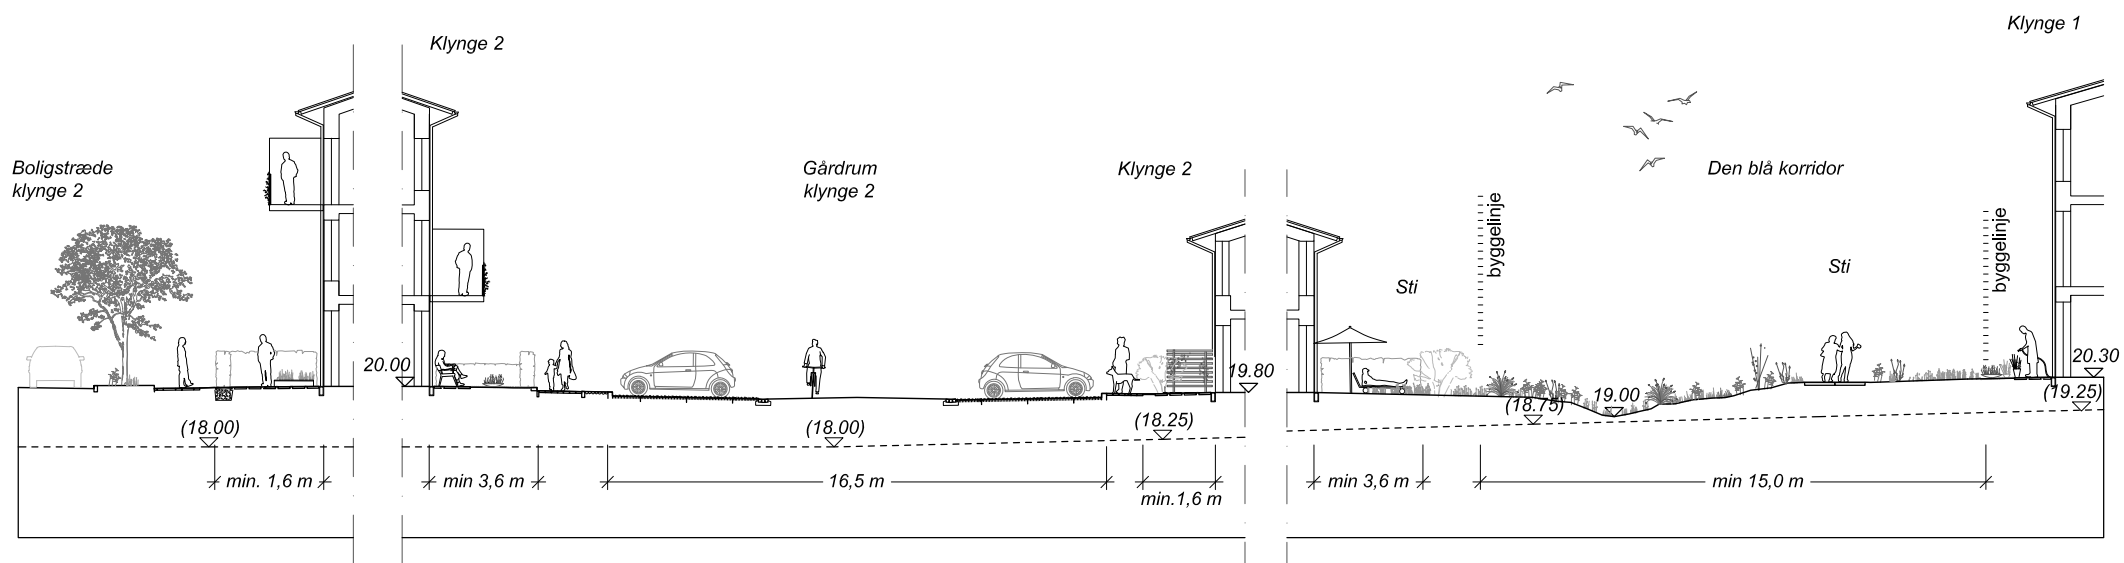 Klynge 1
Klynge 2
Boligstræde
klynge 2
Gårdrum
klynge 2
Klynge 2
Den blå korridor
byggelinje
byggelinje
Sti
Sti
20.00
19.80
20.30
(19.25)
19.00
(18.75)
(18.25)
(18.00)
(18.00)
min. 1,6 m
min 3,6 m
16,5 m
min.1,6 m
min 3,6 m
min 15,0 m